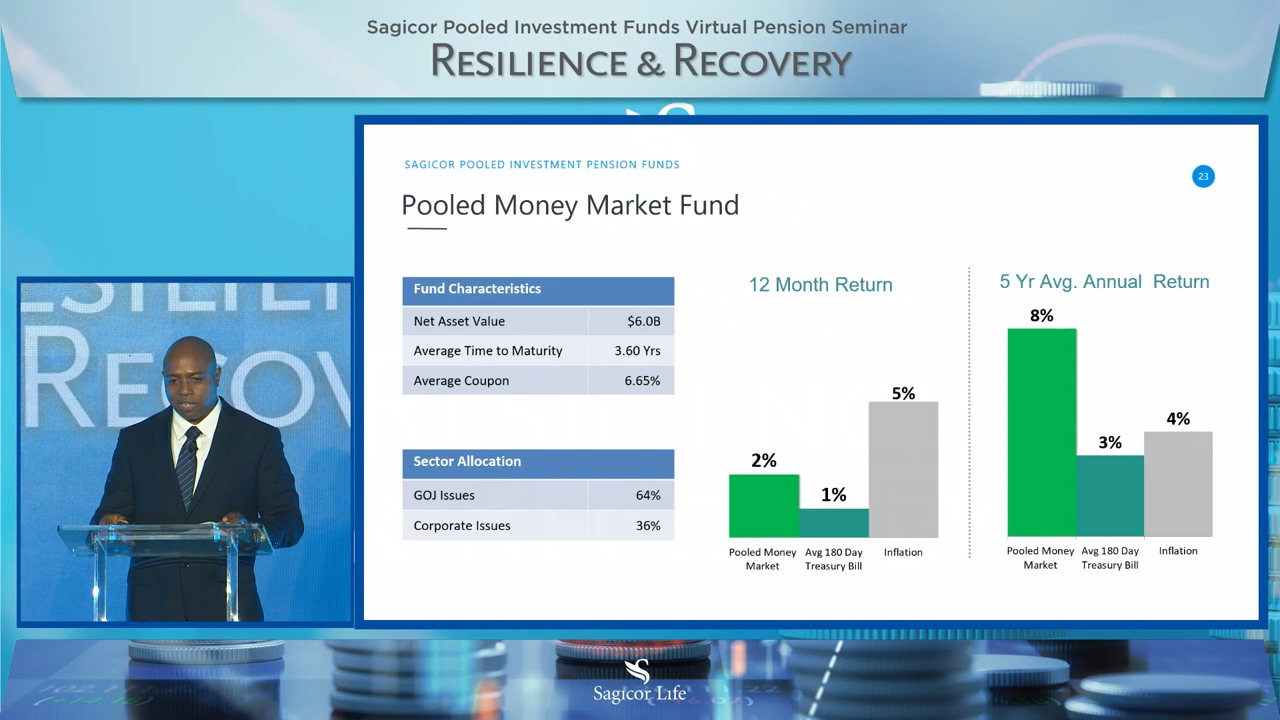 Sagicor Pooled Investment Funds Virtual Pension Seminar
RESILIENCE & RECOVERY
SAGICOR POOLED INVESTMENT PENSION FUNDS
23
Pooled Money Market Fund
Fund Characteristics
Net Asset Value $6.0B
Average Time to Maturity 3.60 Yrs
Average Coupon 6.65%
Sector Allocation
GOJ Issues 64%
Corporate Issues 36%
12 Month Return
2%
1%
5%
Pooled Money Market
Avg 180 Day Treasury Bill
Inflation
5 Yr Avg. Annual Return
8%
3%
4%
Pooled Money Market
Avg 180 Day Treasury Bill
Inflation
RECOV
Sagicor Life